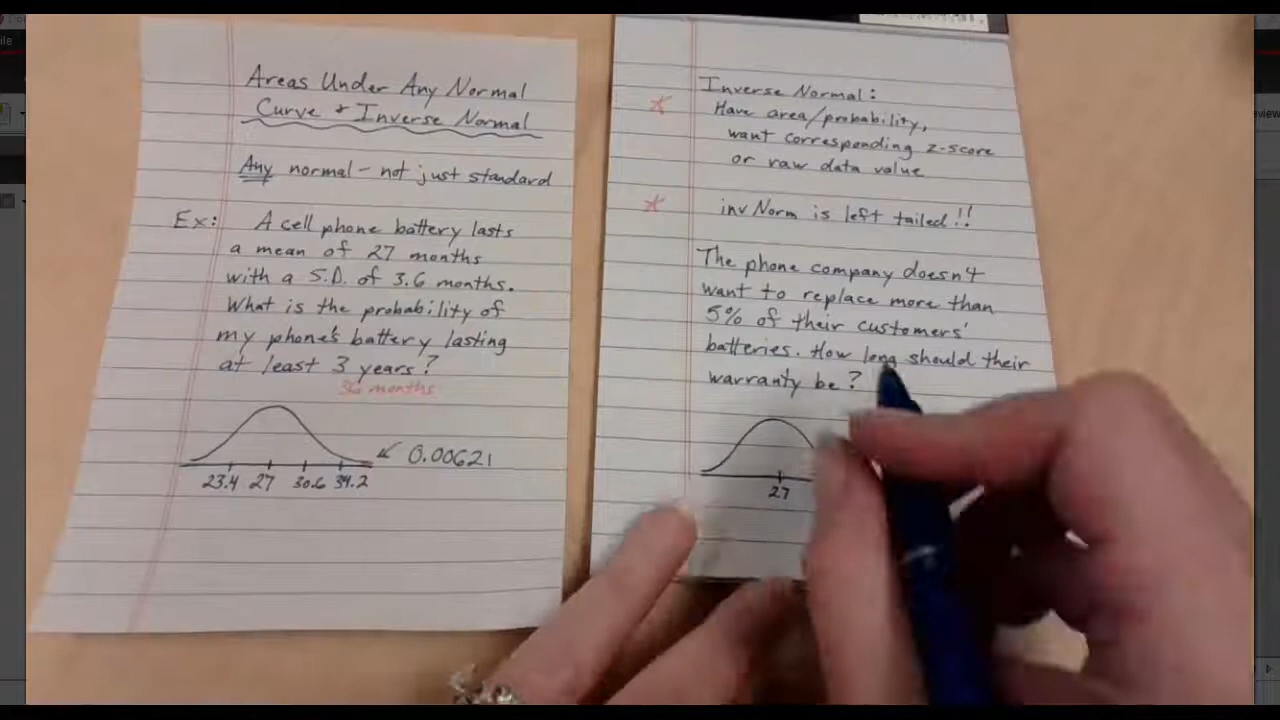 Areas Under Any Normal
Curve + Inverse Normal
Any normal - not just standard
Ex: A cell phone battery lasts
a mean of 27 months
with a S.D. of 3.6 months.
What is the probability of
my phone's battery lasting
at least 3 years?
36 months
0.00621
23.4 27 30.6 34.2
Inverse Normal:
* Have area/probability,
want corresponding z-score
or raw data value
* invNorm is left tailed!!
The phone company doesn't
want to replace more than
5% of their customers'
batteries. How long should their
warranty be?
27
ile
eview